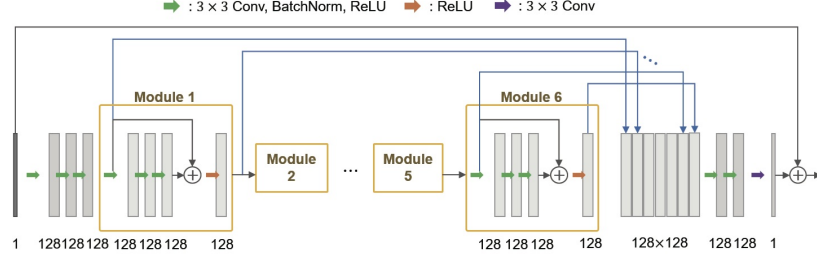 : 3 × 3 Conv, BatchNorm, ReLU : ReLU : 3 × 3 Conv
Module 1
Module 6
Module 2
...
Module 5
1 128 128 128 128 128 128 128 128 128 128 128 128×128 128 128 1